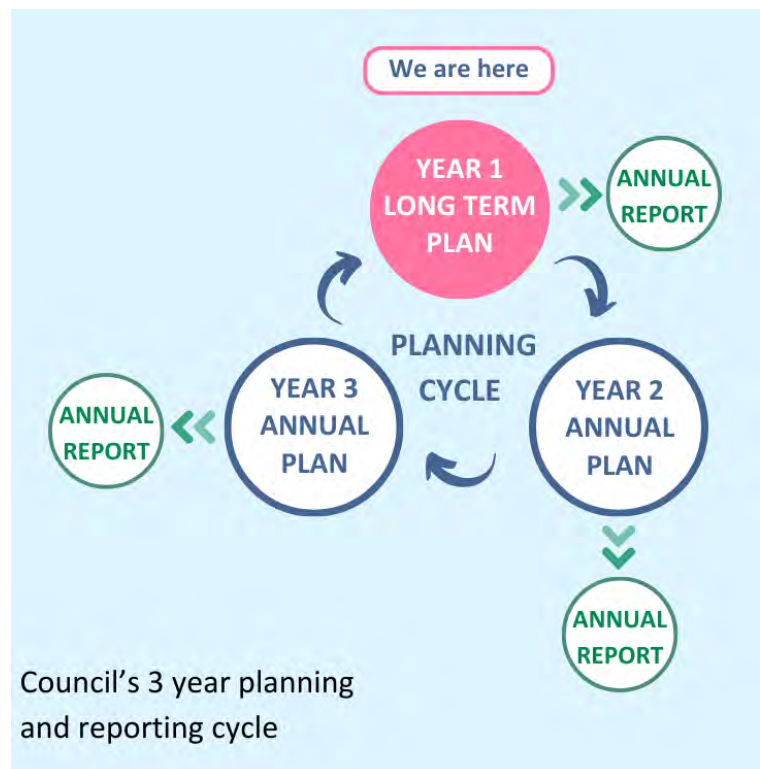 We are here
YEAR 1
LONG TERM
PLAN
ANNUAL
REPORT
PLANNING
CYCLE
YEAR 3
ANNUAL
PLAN
YEAR 2
ANNUAL
PLAN
ANNUAL
REPORT
ANNUAL
REPORT
Council’s 3 year planning
and reporting cycle